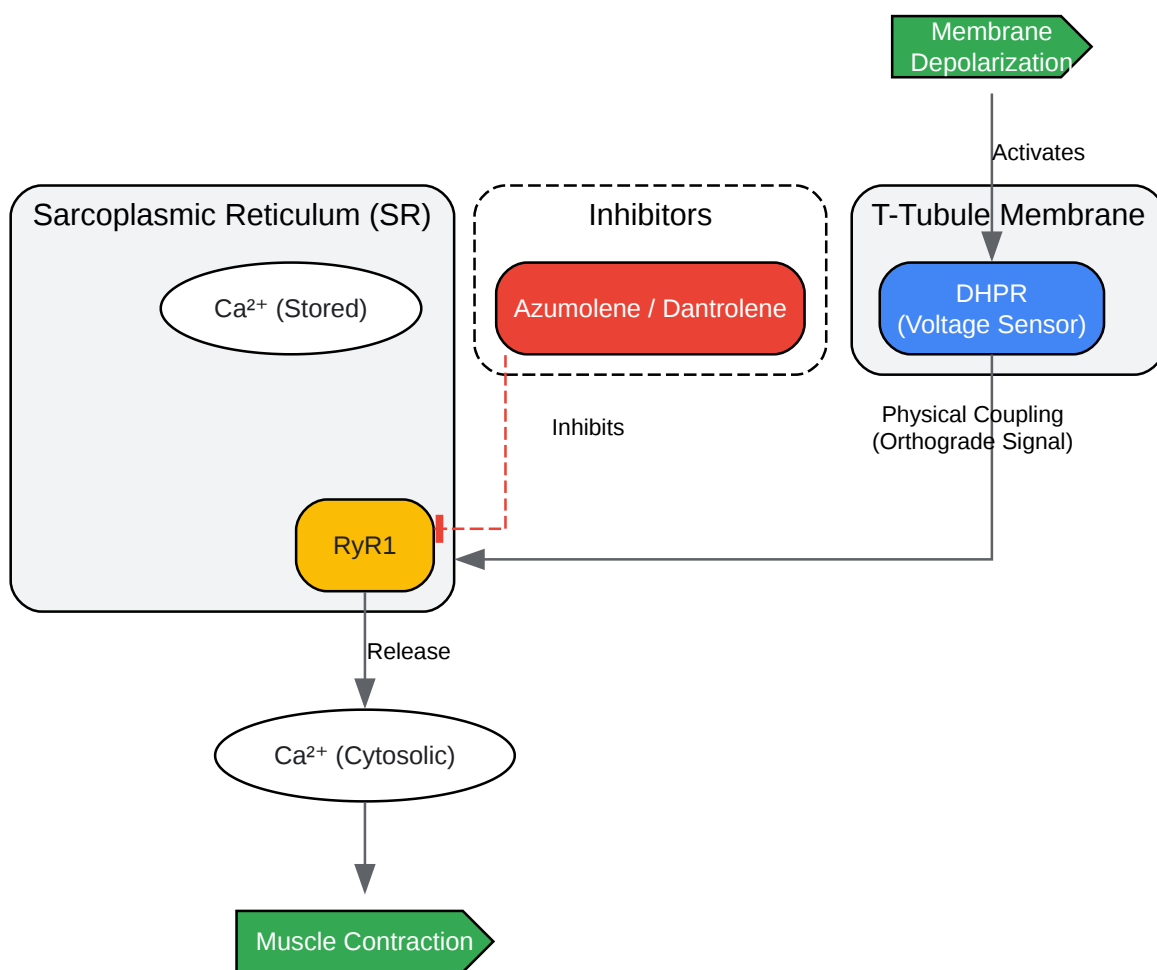 Membrane
Depolarization
Activates
Sarcoplasmic Reticulum (SR)
Inhibitors
T-Tubule Membrane
Ca²⁺ (Stored)
Azumolene / Dantrolene
DHPR
(Voltage Sensor)
Inhibits
Physical Coupling
(Orthograde Signal)
RyR1
Release
Ca²⁺ (Cytosolic)
Muscle Contraction